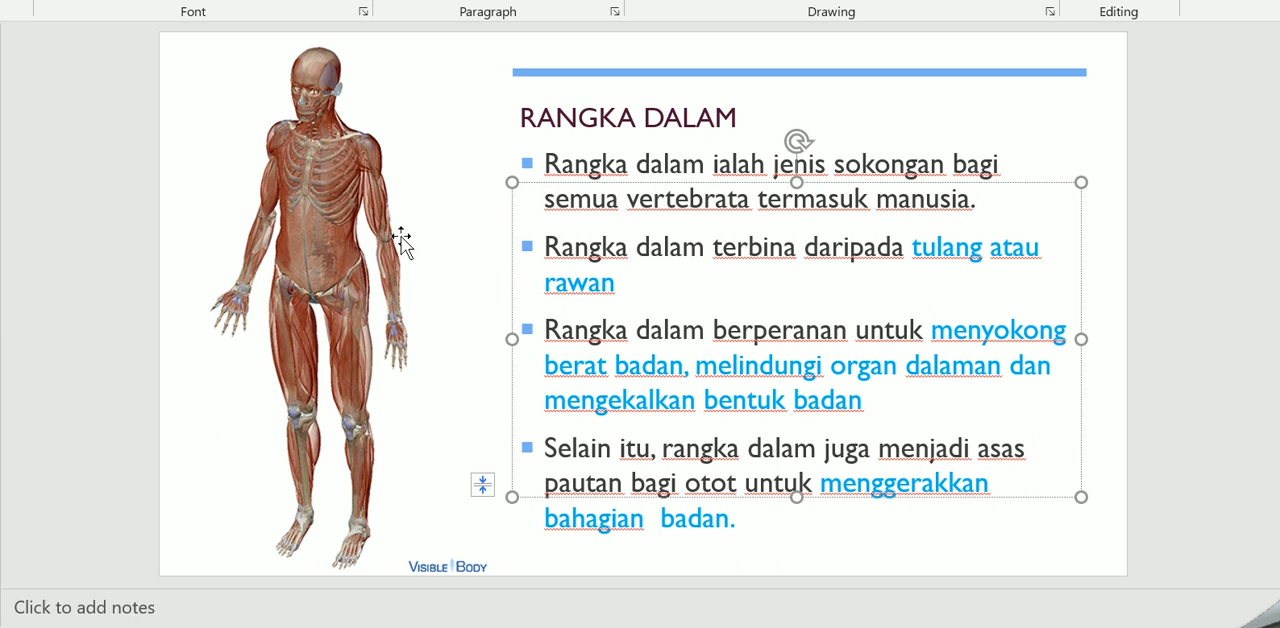 Font Paragraph Drawing Editing
RANGKA DALAM
Rangka dalam ialah jenis sokongan bagi
semua vertebrata termasuk manusia.
Rangka dalam terbina daripada tulang atau
rawan
Rangka dalam berperanan untuk menyokong
berat badan, melindungi organ dalaman dan
mengekalkan bentuk badan
Selain itu, rangka dalam juga menjadi asas
pautan bagi otot untuk menggerakkan
bahagian badan.
VISIBLE BODY
Click to add notes